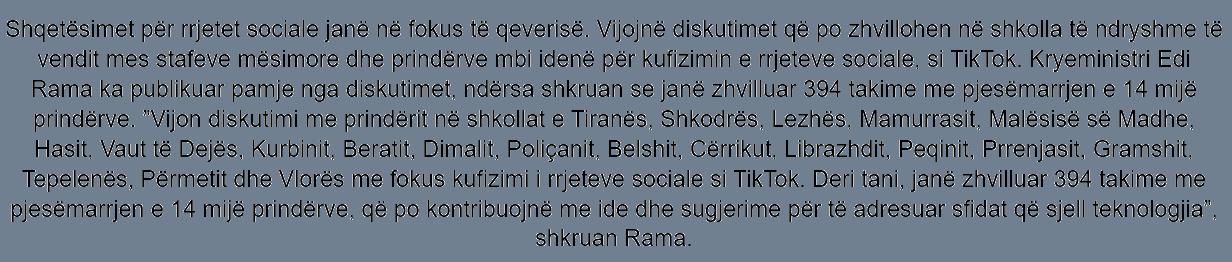 Shqetësimet për rrjetet sociale janë në fokus të qeverisë. Vijojnë diskutimet që po zhvillohen në shkolla të ndryshme të
vendit mes stafeve mësimore dhe prindërve mbi idenë për kufizimin e rrjeteve sociale, si TikTok. Kryeministri Edi
Rama ka publikuar pamje nga diskutimet, ndërsa shkruan se janë zhvilluar 394 takime me pjesëmarrjen e 14 mijë
prindërve. ”Vijon diskutimi me prindërit në shkollat e Tiranës, Shkodrës, Lezhës, Mamurrasit, Malësisë së Madhe,
Hasit, Vaut të Dejës, Kurbinit, Beratit, Dimalit, Poliçanit, Belshit, Cërrikut, Librazhdit, Peqinit, Prrenjasit, Gramshit,
Tepelenës, Përmetit dhe Vlorës me fokus kufizimi i rrjeteve sociale si TikTok. Deri tani, janë zhvilluar 394 takime me
pjesëmarrjen e 14 mijë prindërve, që po kontribuojnë me ide dhe sugjerime për të adresuar sfidat që sjell teknologjia”,
shkruan Rama.